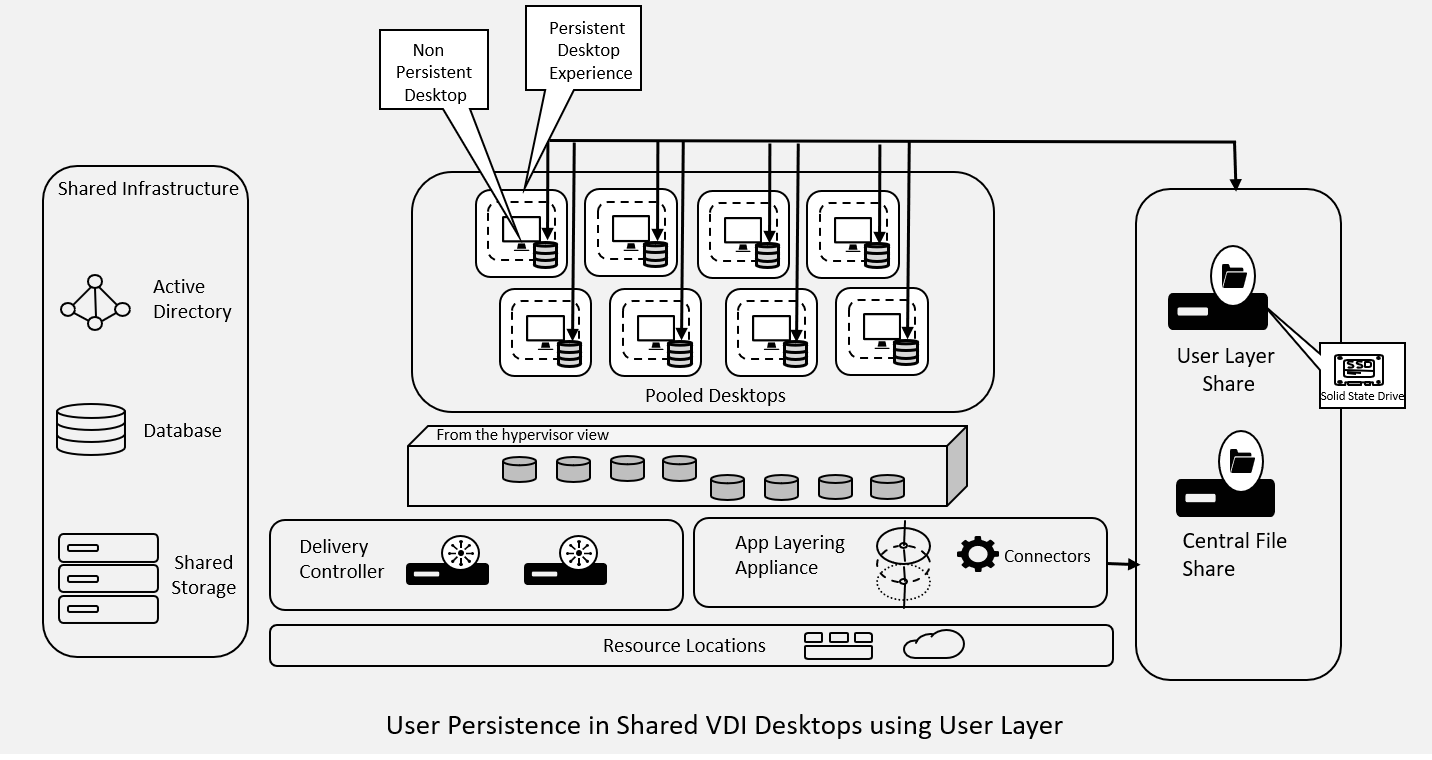 Non
Persistent
Desktop
Persistent
Desktop
Experience
Shared Infrastructure
Active
Directory
Database
Shared
Storage
Pooled Desktops
From the hypervisor view
Delivery
Controller
App Layering
Appliance
Connectors
Resource Locations
User Layer
Share
SSD
Solid State Drive
Central File
Share
User Persistence in Shared VDI Desktops using User Layer